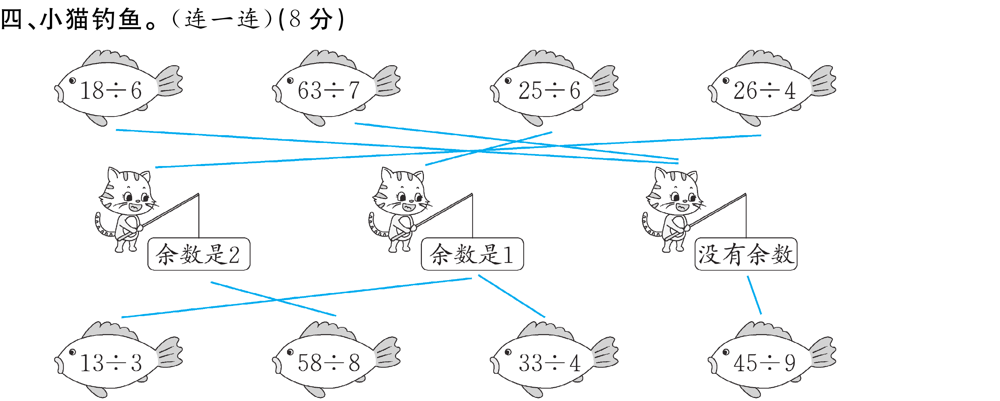 四、小猫钓鱼。(连一连)(8 分)
18÷6 63÷7 25÷6 26÷4
余数是2 余数是1 没有余数
13÷3 58÷8 33÷4 45÷9